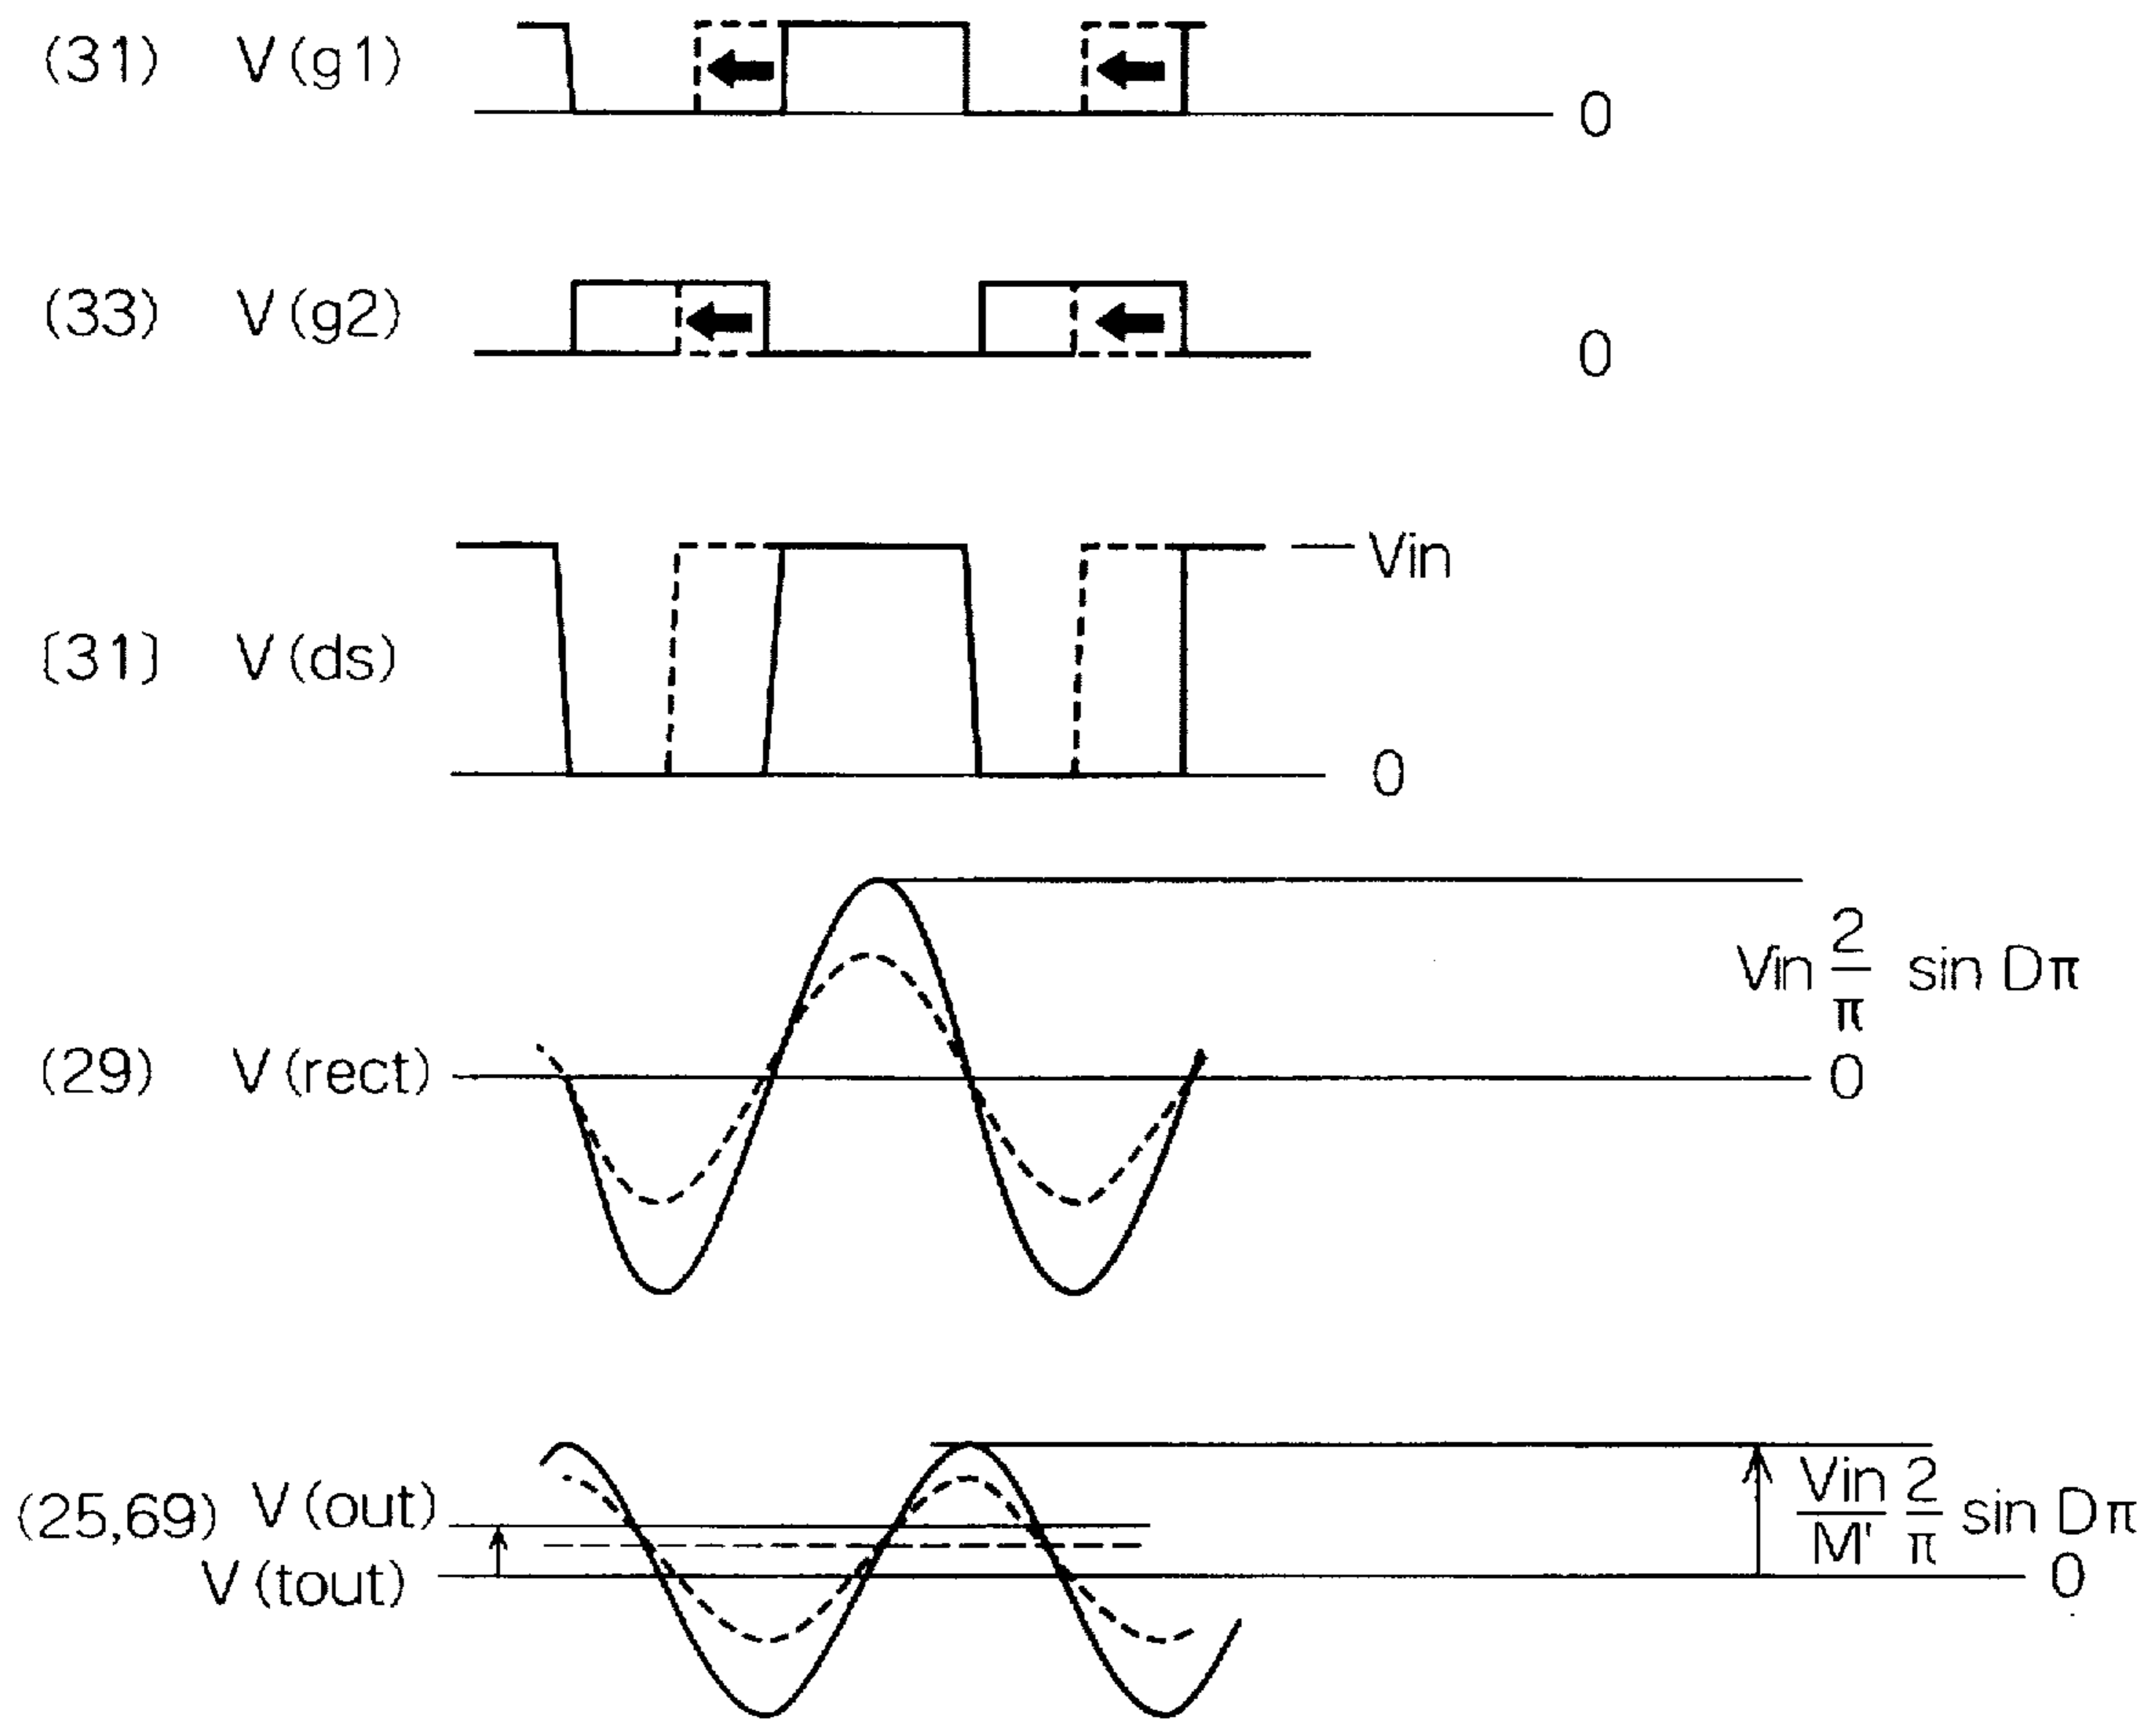 (31) V(g1)
0
(33) V(g2)
0
Vin
(31) V(ds)
0
Vin 2/π sin Dπ
(29) V(rect)
0
(25,69) V(out)
Vin/M' 2/π sin Dπ
V(tout)
0